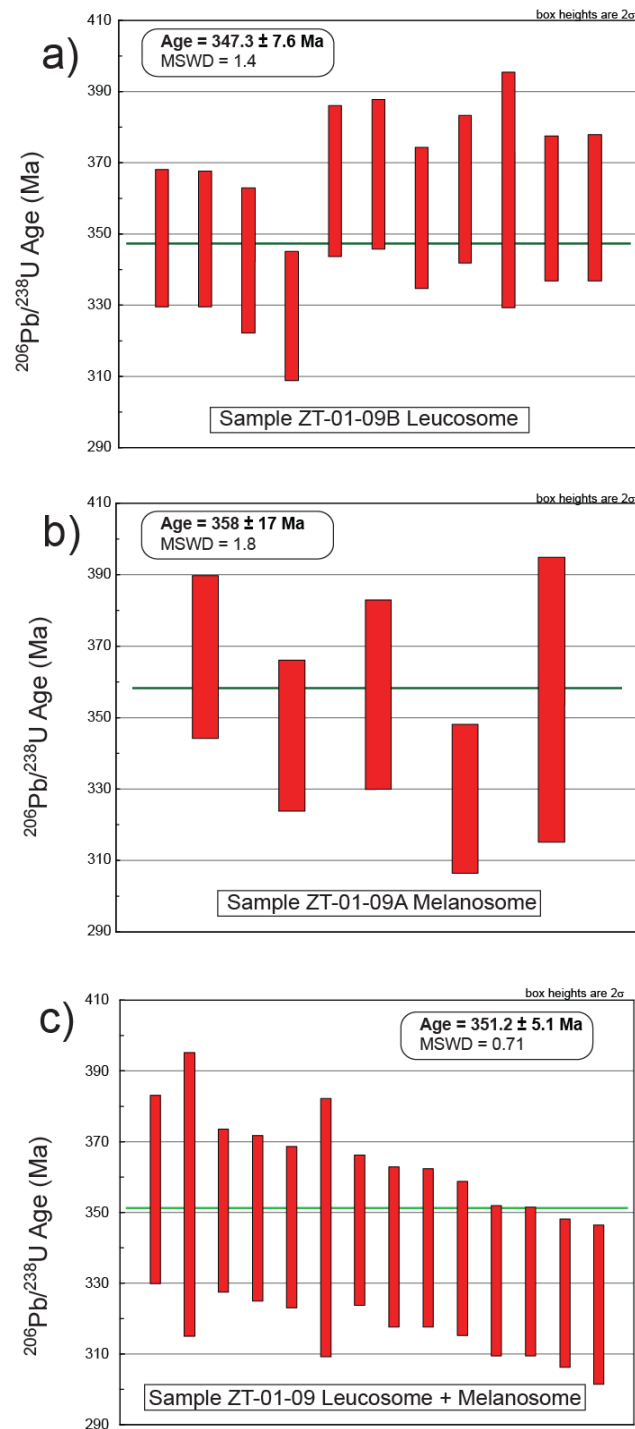 box heights are 2σ
a)
Age = 347.3 ± 7.6 Ma
MSWD = 1.4
410
390
370
350
330
310
290
206Pb/238U Age (Ma)
Sample ZT-01-09B Leucosome
box heights are 2σ
b)
Age = 358 ± 17 Ma
MSWD = 1.8
410
390
370
350
330
310
290
206Pb/238U Age (Ma)
Sample ZT-01-09A Melanosome
box heights are 2σ
c)
Age = 351.2 ± 5.1 Ma
MSWD = 0.71
410
390
370
350
330
310
290
206Pb/238U Age (Ma)
Sample ZT-01-09 Leucosome + Melanosome